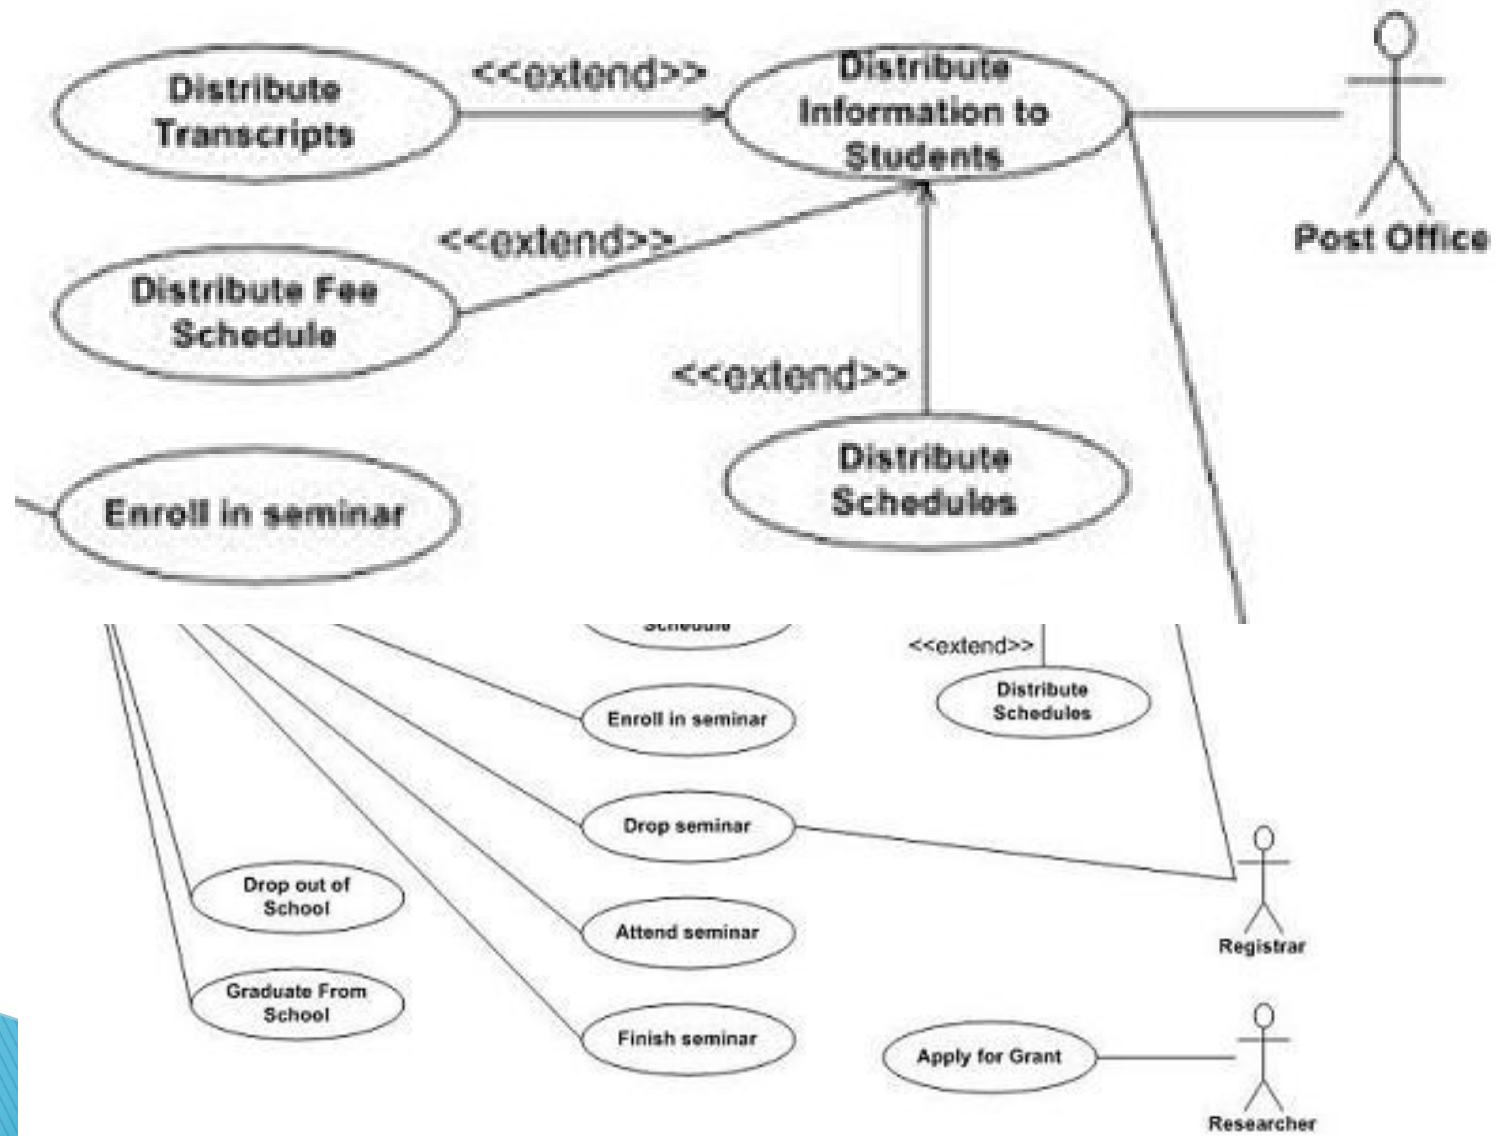 Distribute
Transcripts
<<extend>>
Distribute
Information to
Students
Post Office
<<extend>>
Distribute Fee
Schedule
<<extend>>
Distribute
Schedules
Enroll in seminar
Schedule
<<extend>>
Distribute
Schedules
Enroll in seminar
Drop seminar
Drop out of
School
Attend seminar
Registrar
Graduate From
School
Finish seminar
Apply for Grant
Researcher